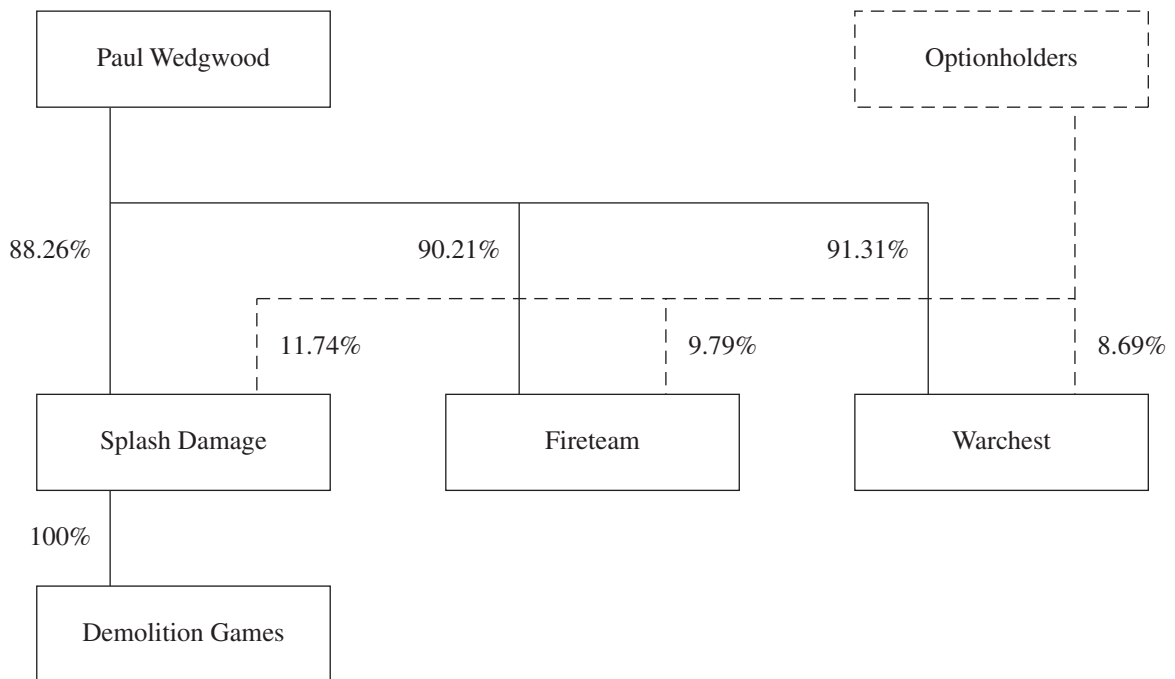 Paul Wedgwood
Optionholders
88.26%
90.21%
91.31%
11.74%
9.79%
8.69%
Splash Damage
Fireteam
Warchest
100%
Demolition Games